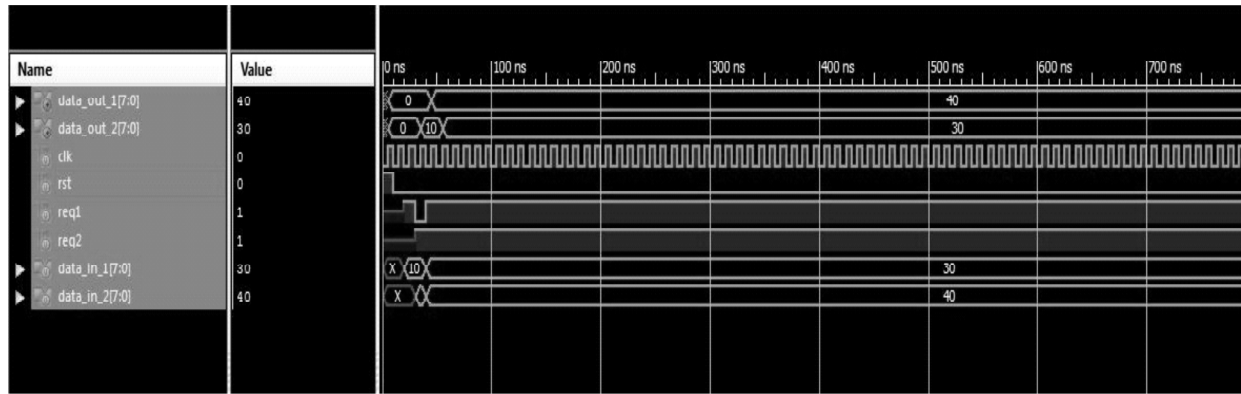 Name Value 0 ns 100 ns 200 ns 300 ns 400 ns 500 ns 600 ns 700 ns
data_out_1[7:0] 40 0 40
data_out_2[7:0] 30 0 10 30
clk 0
rst 0
req1 1
req2 1
data_in_1[7:0] 30 X 10 30
data_in_2[7:0] 40 X 40